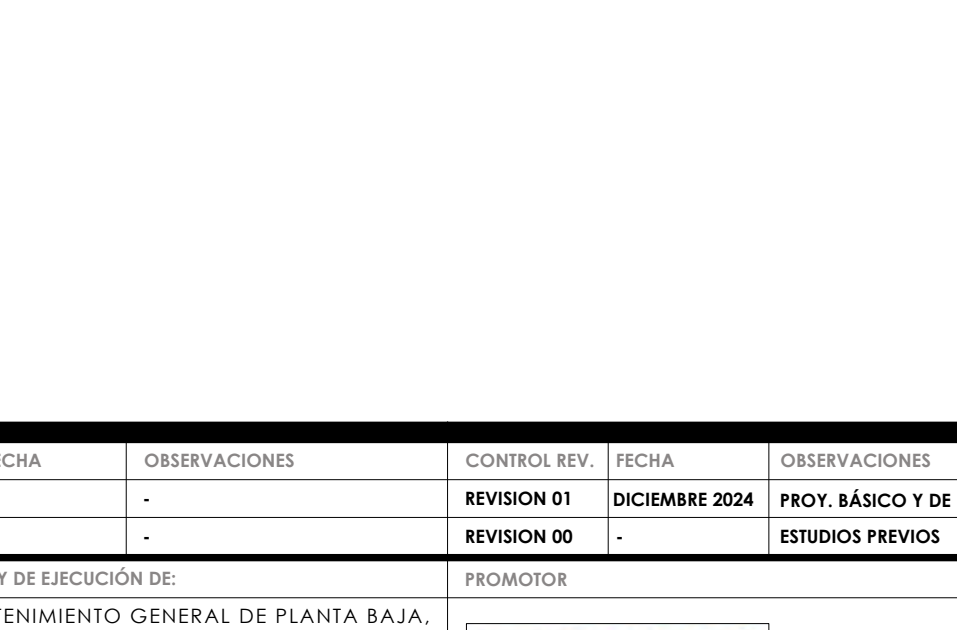 ECHA OBSERVACIONES CONTROL REV. FECHA OBSERVACIONES
- REVISION 01 DICIEMBRE 2024 PROY. BÁSICO Y DE
- REVISION 00 - ESTUDIOS PREVIOS
Y DE EJECUCIÓN DE: PROMOTOR
TENIMIENTO GENERAL DE PLANTA BAJA,